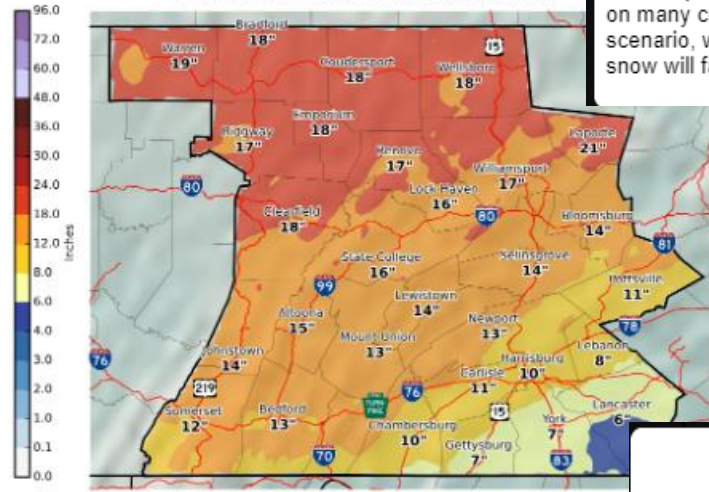 on many c
scenario, w
snow will fa
96.0
72.0
60.0
48.0
36.0
30.0
24.0
18.0
12.0
8.0
6.0
4.0
3.0
2.0
1.0
0.1
0.0
Inches
Bradford
18"
Warren
19"
Coudersport
18"
Wellsboro
18"
15
Emporium
18"
Ridgway
17"
Laporte
21"
Renovo
17"
Williamsport
17"
80
Lock Haven
16"
Clearfield
18"
80
Bloomsburg
14"
81
State College
16"
Selinsgrove
14"
99
Pottsville
11"
Lewistown
14"
Altoona
15"
Newport
13"
78
Mount Union
13"
Lebanon
8"
Johnstown
14"
76
Harrisburg
10"
Carlisle
11"
219
76
TURN
PIKE
15
Lancaster
6"
Somerset
12"
Bedford
13"
Chambersburg
10"
York
7"
Gettysburg
7"
70
83